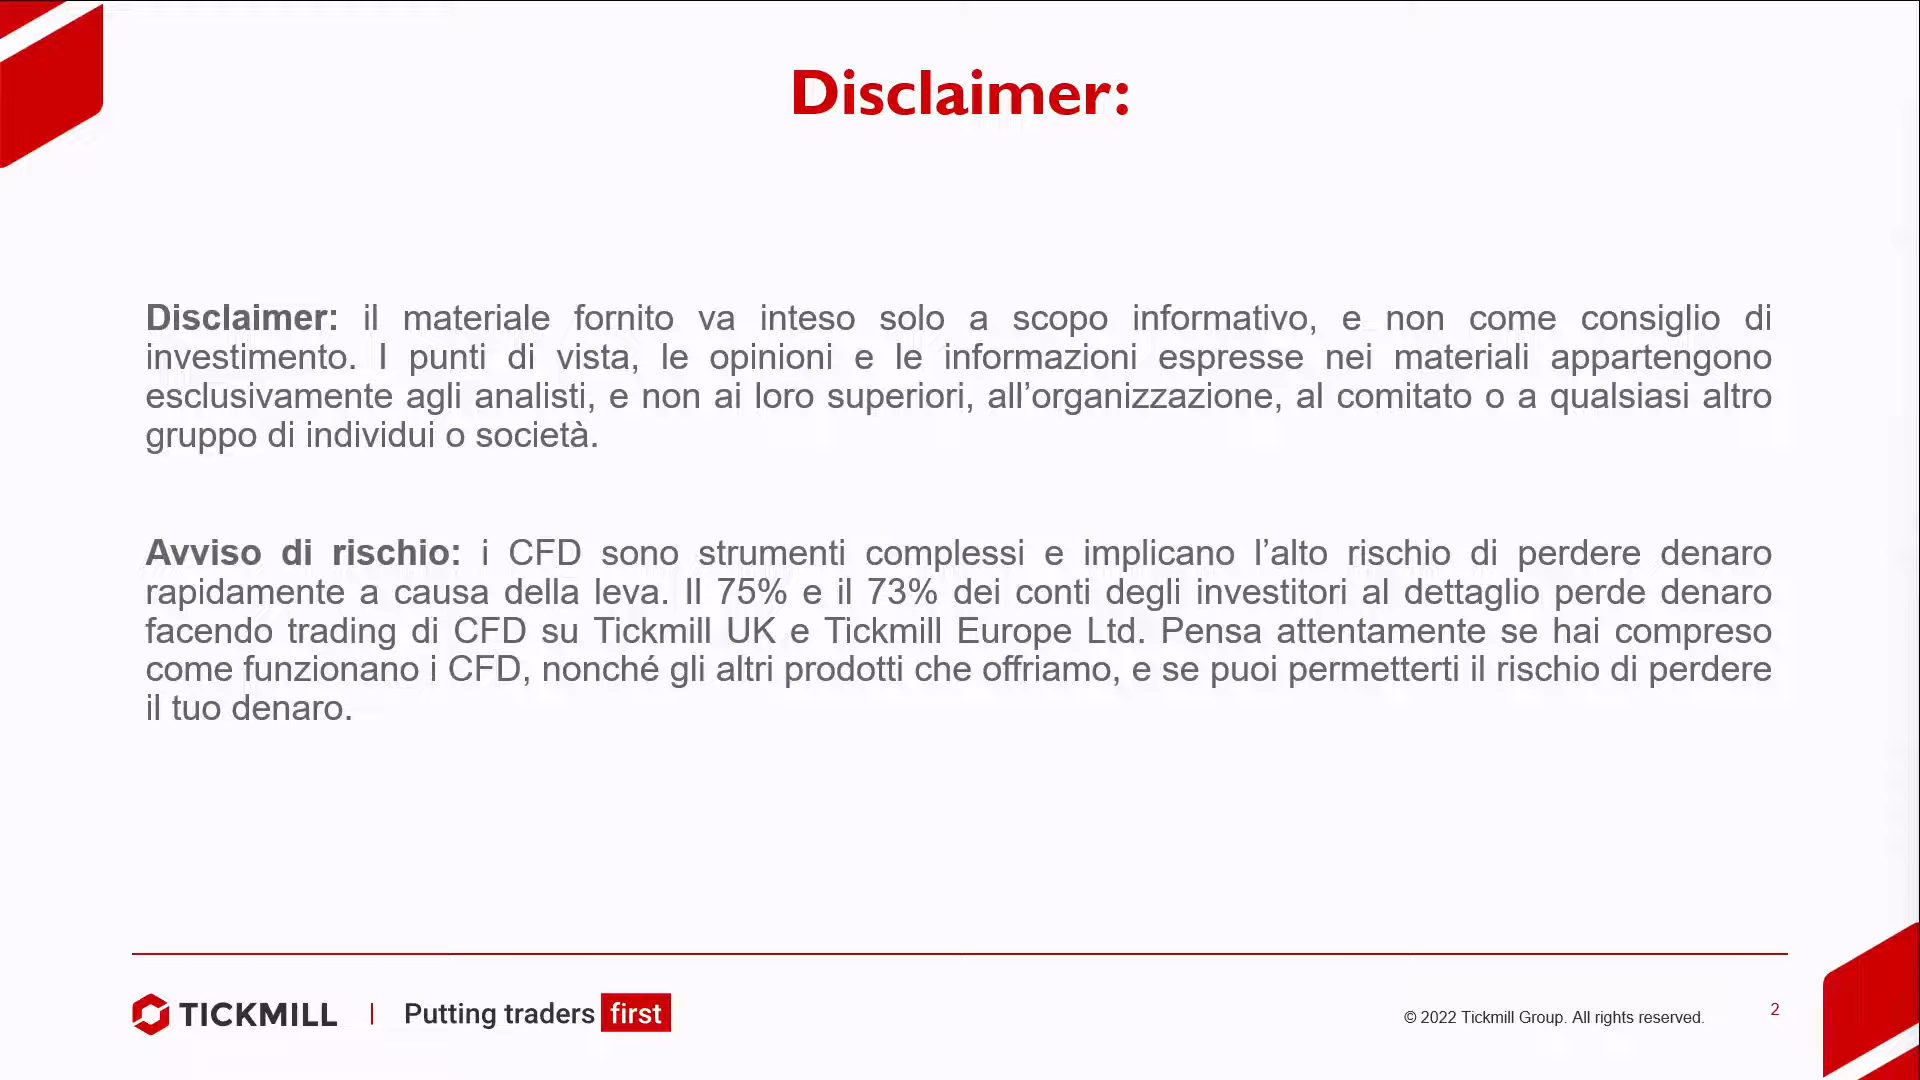 Disclaimer:
Disclaimer: il materiale fornito va inteso solo a scopo informativo, e non come consiglio di
investimento. I punti di vista, le opinioni e le informazioni espresse nei materiali appartengono
esclusivamente agli analisti, e non ai loro superiori, all’organizzazione, al comitato o a qualsiasi altro
gruppo di individui o società.
Avviso di rischio: i CFD sono strumenti complessi e implicano l’alto rischio di perdere denaro
rapidamente a causa della leva. Il 75% e il 73% dei conti degli investitori al dettaglio perde denaro
facendo trading di CFD su Tickmill UK e Tickmill Europe Ltd. Pensa attentamente se hai compreso
come funzionano i CFD, nonché gli altri prodotti che offriamo, e se puoi permetterti il rischio di perdere
il tuo denaro.
TICKMILL | Putting traders first
© 2022 Tickmill Group. All rights reserved.
2